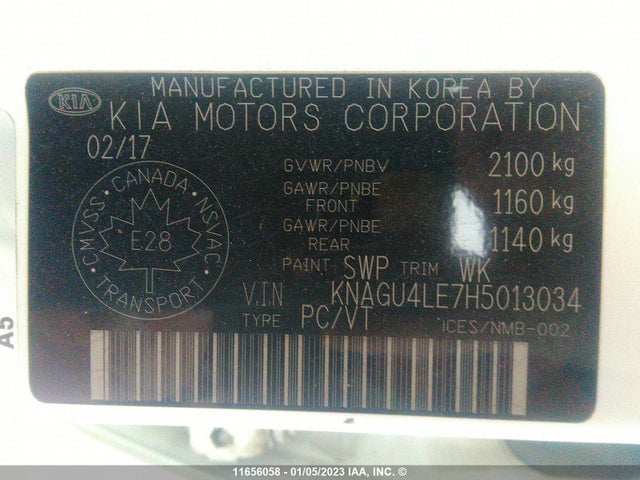 MANUFACTURED IN KOREA BY
KIA
KIA MOTORS CORPORATION
02/17
GVWR/PNBV 2100 kg
GAWR/PNBE FRONT 1160 kg
GAWR/PNBE REAR 1140 kg
CANADA
CMVSS NSVAC
E28
TRANSPORT
PAINT SWP TRIM WK
V.I.N KNAGU4LE7H5013034
TYPE PC/VT ICES/NMB-002
A5
11656058 - 01/05/2023 IAA, INC. ©